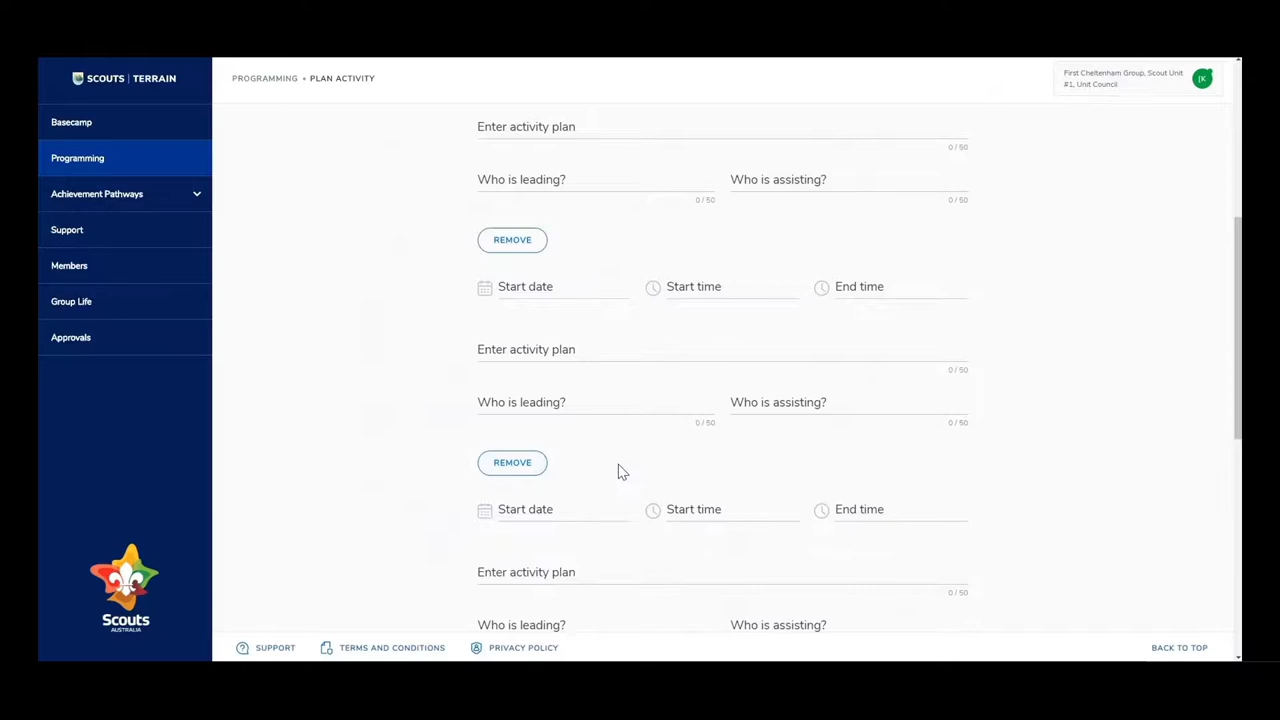 SCOUTS | TERRAIN
PROGRAMMING • PLAN ACTIVITY
First Cheltenham Group, Scout Unit
#1, Unit Council
[K
Basecamp
Programming
Achievement Pathways
Support
Members
Group Life
Approvals
Scouts
AUSTRALIA
Enter activity plan
0 / 50
Who is leading? Who is assisting?
0 / 50 0 / 50
REMOVE
Start date Start time End time
Enter activity plan
0 / 50
Who is leading? Who is assisting?
0 / 50 0 / 50
REMOVE
Start date Start time End time
Enter activity plan
0 / 50
Who is leading? Who is assisting?
SUPPORT TERMS AND CONDITIONS PRIVACY POLICY BACK TO TOP